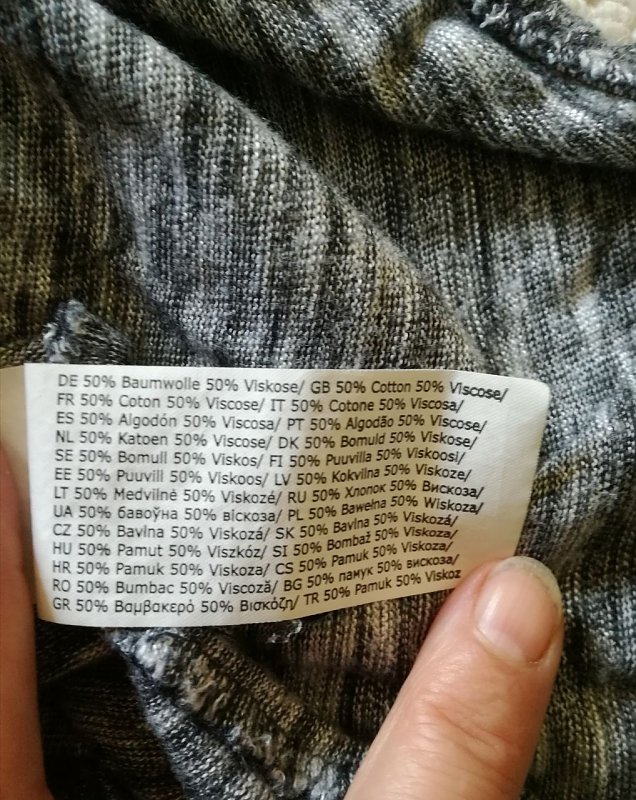 DE 50% Baumwolle 50% Viskose/ GB 50% Cotton 50% Viscose/
FR 50% Coton 50% Viscose/ IT 50% Cotone 50% Viscosa/
ES 50% Algodón 50% Viscosa/ PT 50% Algodão 50% Viscose/
NL 50% Katoen 50% Viscose/ DK 50% Bomuld 50% Viskose/
SE 50% Bomull 50% Viskos/ FI 50% Puuvilla 50% Viskoosi/
EE 50% Puuvill 50% Viskoos/ LV 50% Kokvilna 50% Viskoze/
LT 50% Medvilnė 50% Viskozė/ RU 50% Хлопок 50% Вискоза/
UA 50% бавоўна 50% віскоза/ PL 50% Bawełna 50% Wiskoza/
CZ 50% Bavlna 50% Viskozá/ SK 50% Bavlna 50% Viskozá/
HU 50% Pamut 50% Viszkóz/ SI 50% Bombaž 50% Viskoza/
HR 50% Pamuk 50% Viskoza/ CS 50% Pamuk 50% Viskoza/
RO 50% Bumbac 50% Viscoză/ BG 50% памук 50% вискоза/
GR 50% Βαμβακερό 50% Βισκόζη/ TR 50% Pamuk 50% Viskoz